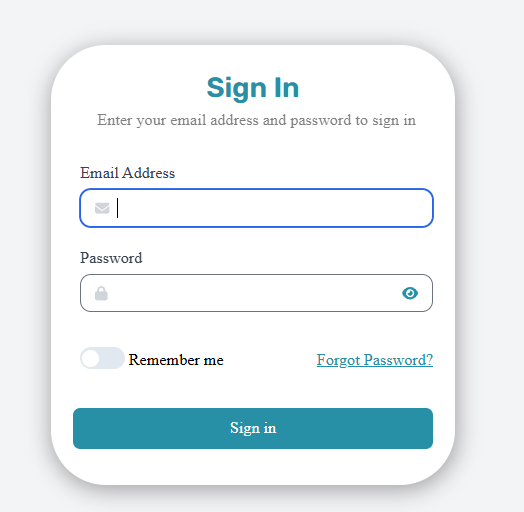 Sign In
Enter your email address and password to sign in
Email Address
Password
Remember me
Forgot Password?
Sign in